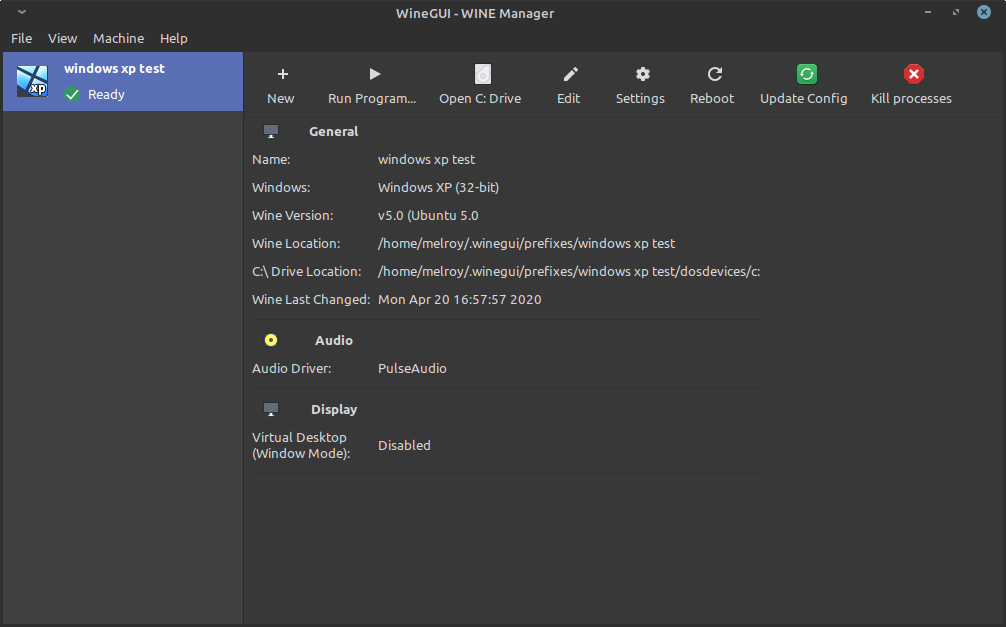 WineGUI - WINE Manager
File View Machine Help
windows xp test
xp
Ready
New Run Program... Open C: Drive Edit Settings Reboot Update Config Kill processes
General
Name: windows xp test
Windows: Windows XP (32-bit)
Wine Version: v5.0 (Ubuntu 5.0
Wine Location: /home/melroy/.winegui/prefixes/windows xp test
C:\ Drive Location: /home/melroy/.winegui/prefixes/windows xp test/dosdevices/c:
Wine Last Changed: Mon Apr 20 16:57:57 2020
Audio
Audio Driver: PulseAudio
Display
Virtual Desktop
(Window Mode): Disabled